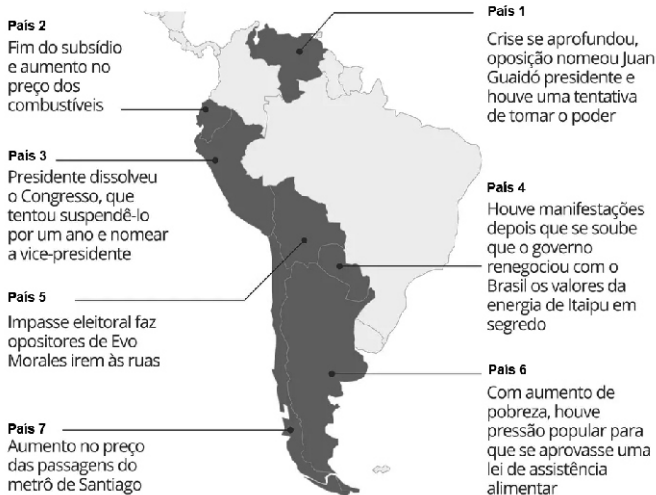 País 2
Fim do subsídio
e aumento no
preço dos
combustíveis
País 1
Crise se aprofundou,
oposição nomeou Juan
Guaidó presidente e
houve uma tentativa
de tomar o poder
País 3
Presidente dissolveu
o Congresso, que
tentou suspendê-lo
por um ano e nomear
a vice-presidente
País 4
Houve manifestações
depois que se soube
que o governo
renegociou com o
Brasil os valores da
energia de Itaipu em
segredo
País 5
Impasse eleitoral faz
opositores de Evo
Morales irem às ruas
País 6
Com aumento de
pobreza, houve
pressão popular para
que se aprovasse uma
lei de assistência
alimentar
País 7
Aumento no preço
das passagens do
metrô de Santiago